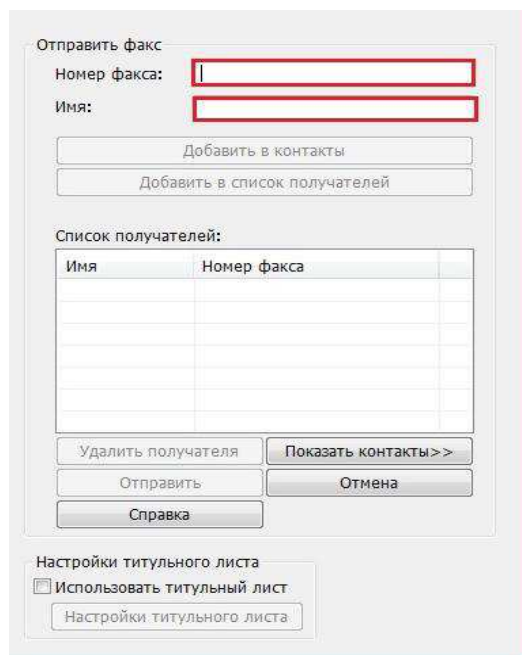 Отправить факс
Номер факса:
Имя:
Добавить в контакты
Добавить в список получателей
Список получателей:
Имя Номер факса
Удалить получателя Показать контакты>>
Отправить Отмена
Справка
Настройки титульного листа
Использовать титульный лист
Настройки титульного листа